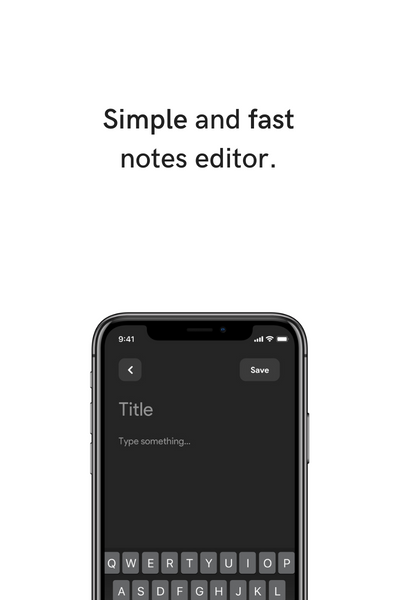 Simple and fast
notes editor.
9:41
Save
Title
Type something...
Q W E R T Y U I O P
A S D F G H J K L